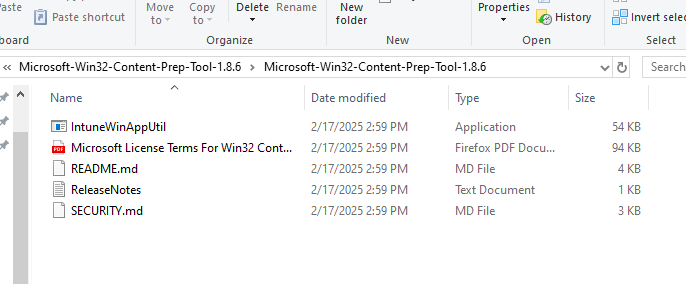 Paste
Move to
Copy to
Delete
Rename
New folder
Properties
Open
Edit
History
Select none
Invert select
board
Organize
New
Open
Select
« Microsoft-Win32-Content-Prep-Tool-1.8.6 > Microsoft-Win32-Content-Prep-Tool-1.8.6
Search
Name Date modified Type Size
IntuneWinAppUtil 2/17/2025 2:59 PM Application 54 KB
Microsoft License Terms For Win32 Cont... 2/17/2025 2:59 PM Firefox PDF Docu... 94 KB
README.md 2/17/2025 2:59 PM MD File 4 KB
ReleaseNotes 2/17/2025 2:59 PM Text Document 1 KB
SECURITY.md 2/17/2025 2:59 PM MD File 3 KB